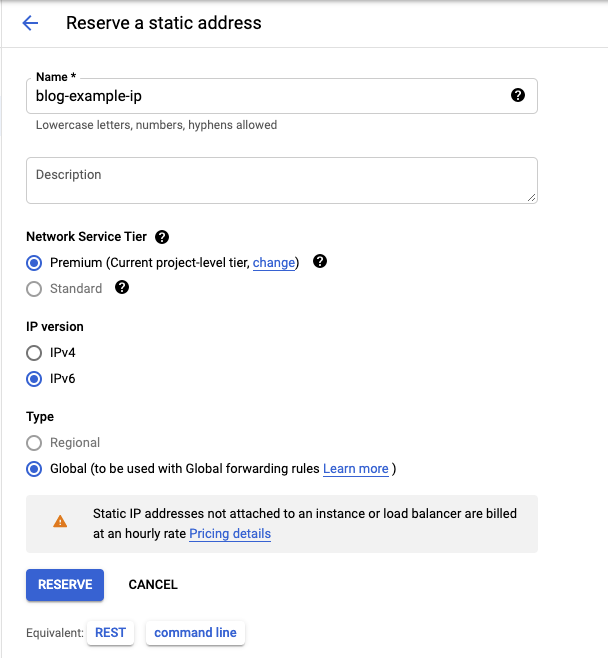 Reserve a static address
Name *
blog-example-ip
Lowercase letters, numbers, hyphens allowed
Description
Network Service Tier
Premium (Current project-level tier, change)
Standard
IP version
IPv4
IPv6
Type
Regional
Global (to be used with Global forwarding rules Learn more )
Static IP addresses not attached to an instance or load balancer are billed
at an hourly rate Pricing details
RESERVE CANCEL
Equivalent: REST command line